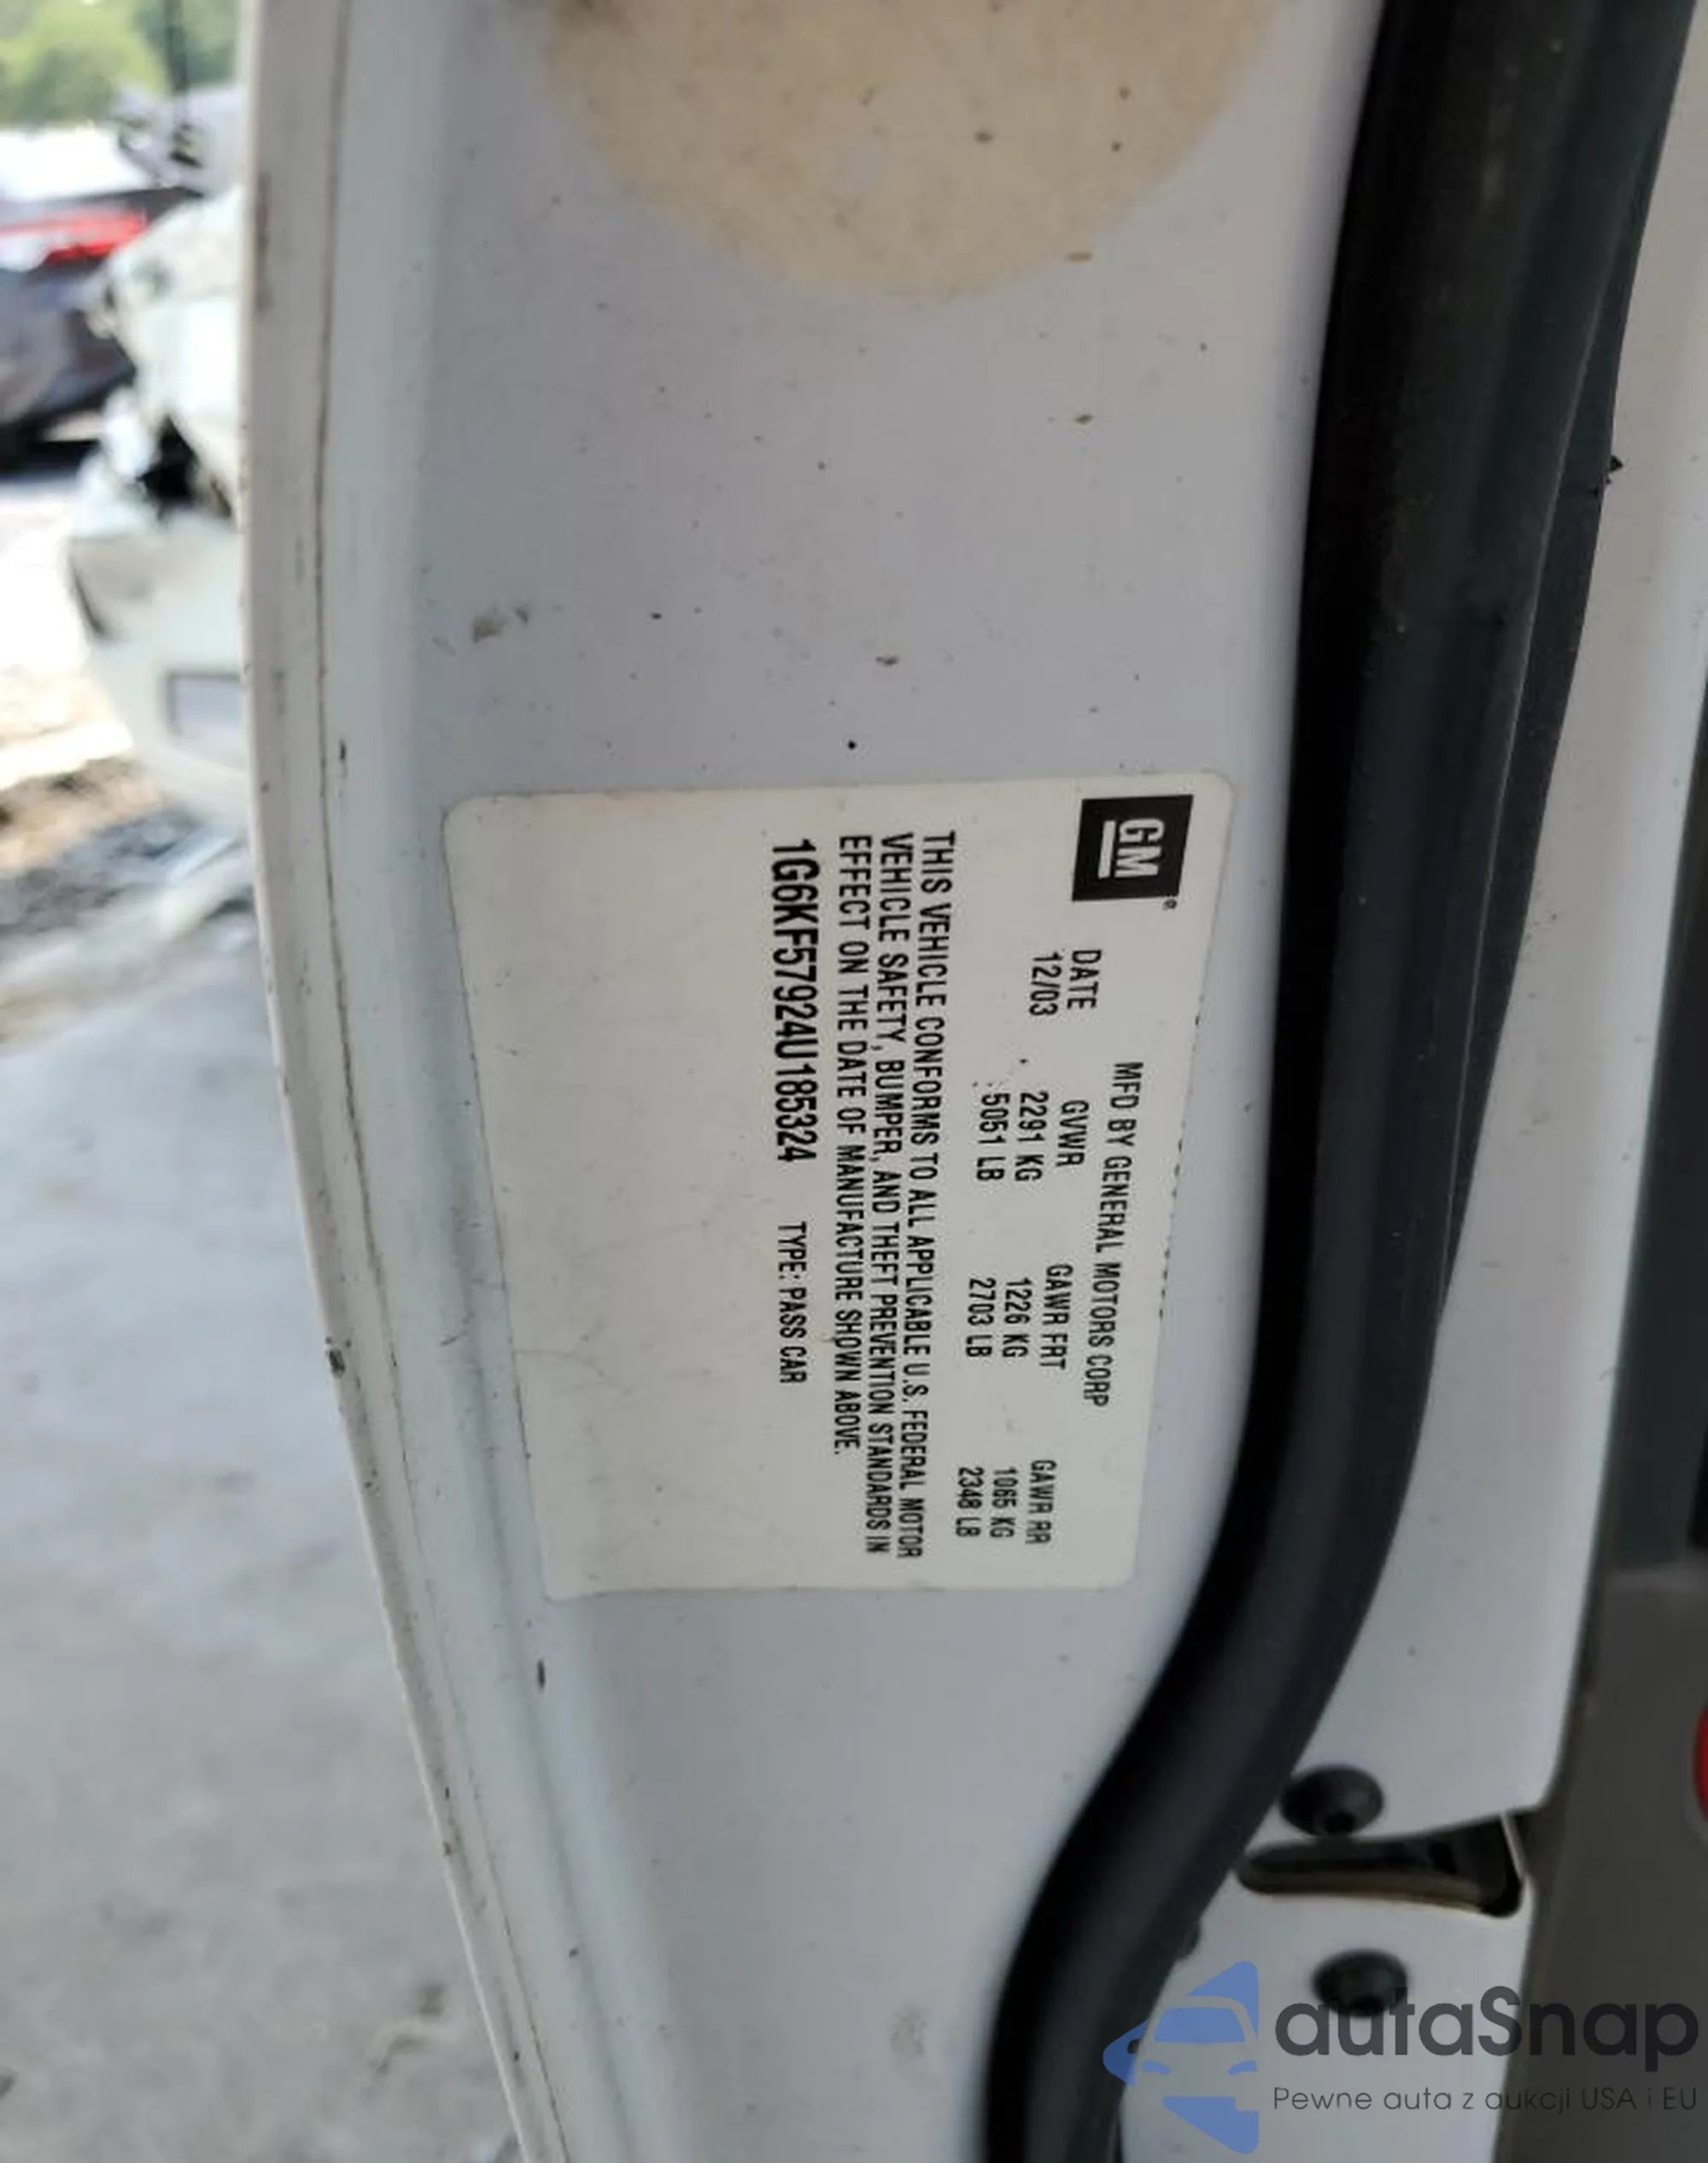 GM®
MFD BY GENERAL MOTORS CORP
DATE GVWR GAWR FRT GAWR RR
12/03 2291 KG 1226 KG 1065 KG
5051 LB 2703 LB 2348 LB
THIS VEHICLE CONFORMS TO ALL APPLICABLE U.S. FEDERAL MOTOR
VEHICLE SAFETY, BUMPER, AND THEFT PREVENTION STANDARDS IN
EFFECT ON THE DATE OF MANUFACTURE SHOWN ABOVE.
1G6KF57924U185324 TYPE: PASS CAR
autaSnap
Pewne auta z aukcji USA i EU